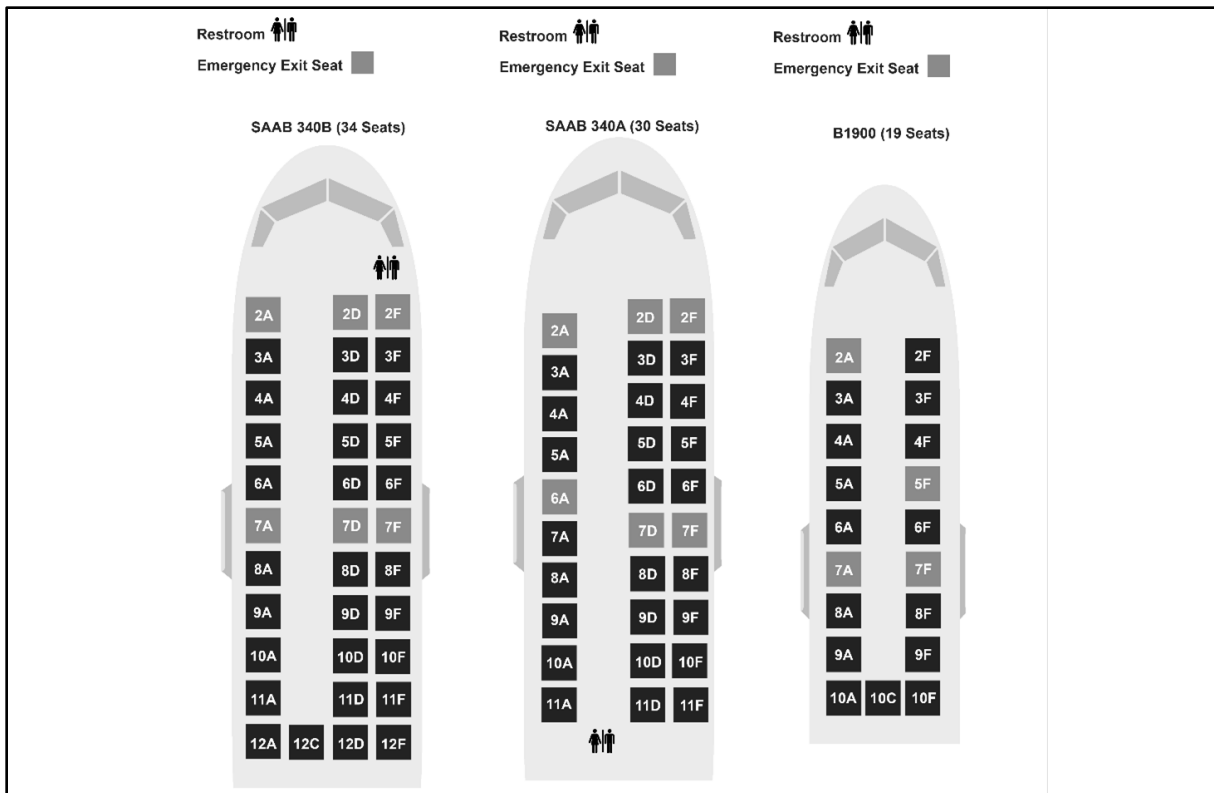 Restroom
Emergency Exit Seat
SAAB 340B (34 Seats)
2A 2D 2F
3A 3D 3F
4A 4D 4F
5A 5D 5F
6A 6D 6F
7A 7D 7F
8A 8D 8F
9A 9D 9F
10A 10D 10F
11A 11D 11F
12A 12C 12D 12F
Restroom
Emergency Exit Seat
SAAB 340A (30 Seats)
2A 2D 2F
3A 3D 3F
4A 4D 4F
5A 5D 5F
6A 6D 6F
7A 7D 7F
8A 8D 8F
9A 9D 9F
10A 10D 10F
11A 11D 11F
Restroom
Emergency Exit Seat
B1900 (19 Seats)
2A 2F
3A 3F
4A 4F
5A 5F
6A 6F
7A 7F
8A 8F
9A 9F
10A 10C 10F